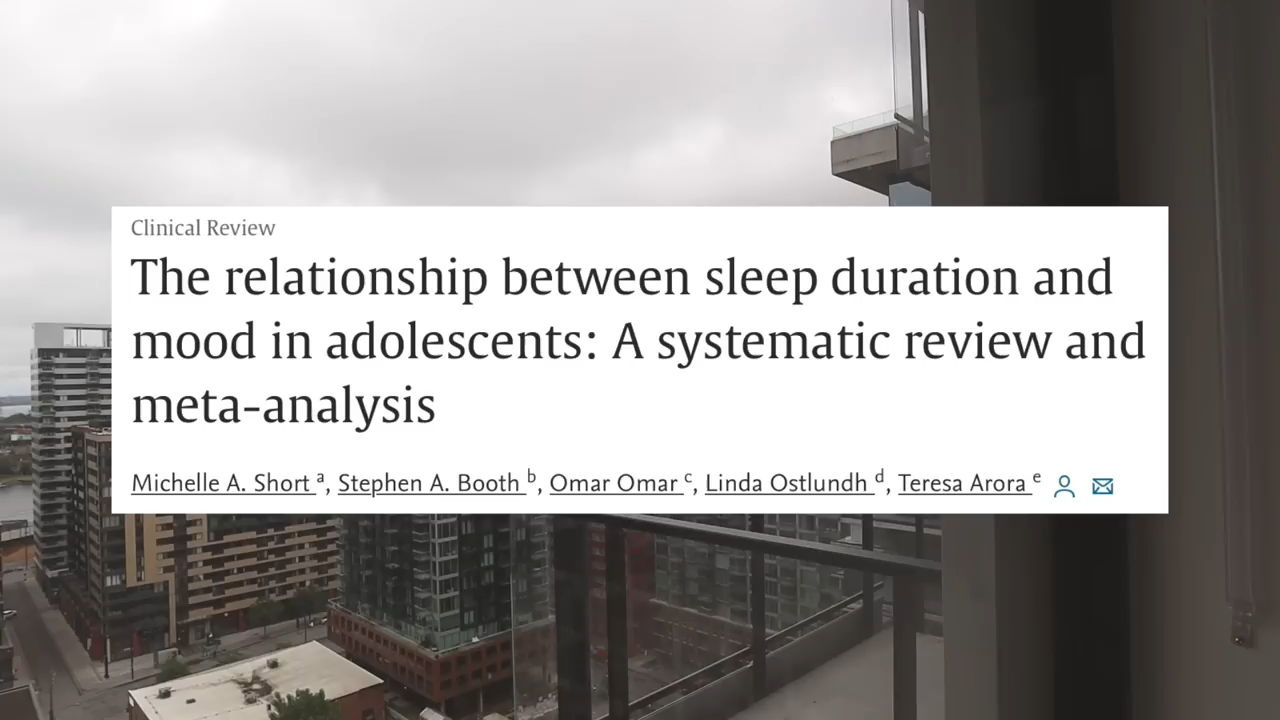 Clinical Review
The relationship between sleep duration and
mood in adolescents: A systematic review and
meta-analysis
Michelle A. Short a, Stephen A. Booth b, Omar Omar c, Linda Ostlundh d, Teresa Arora e